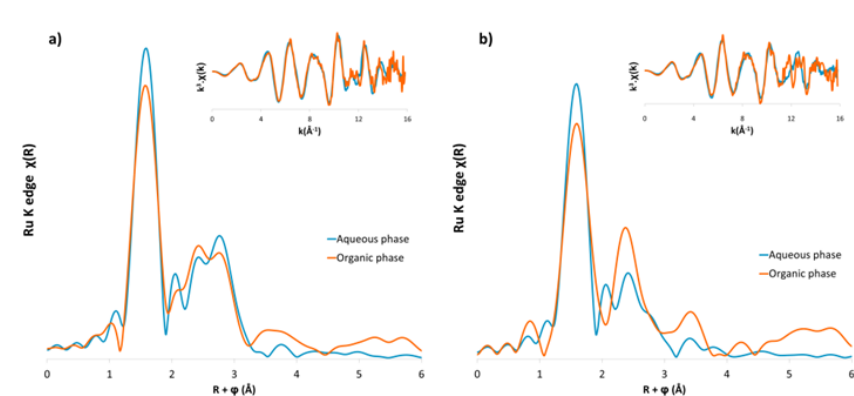 a)
k³.χ(k)
0 4 8 12 16
k(Å⁻¹)
Ru K edge χ(R)
Aqueous phase
Organic phase
0 1 2 3 4 5 6
R + φ (Å)
b)
k³.χ(k)
0 4 8 12 16
k(Å⁻¹)
Ru K edge χ(R)
Aqueous phase
Organic phase
0 1 2 3 4 5 6
R + φ (Å)